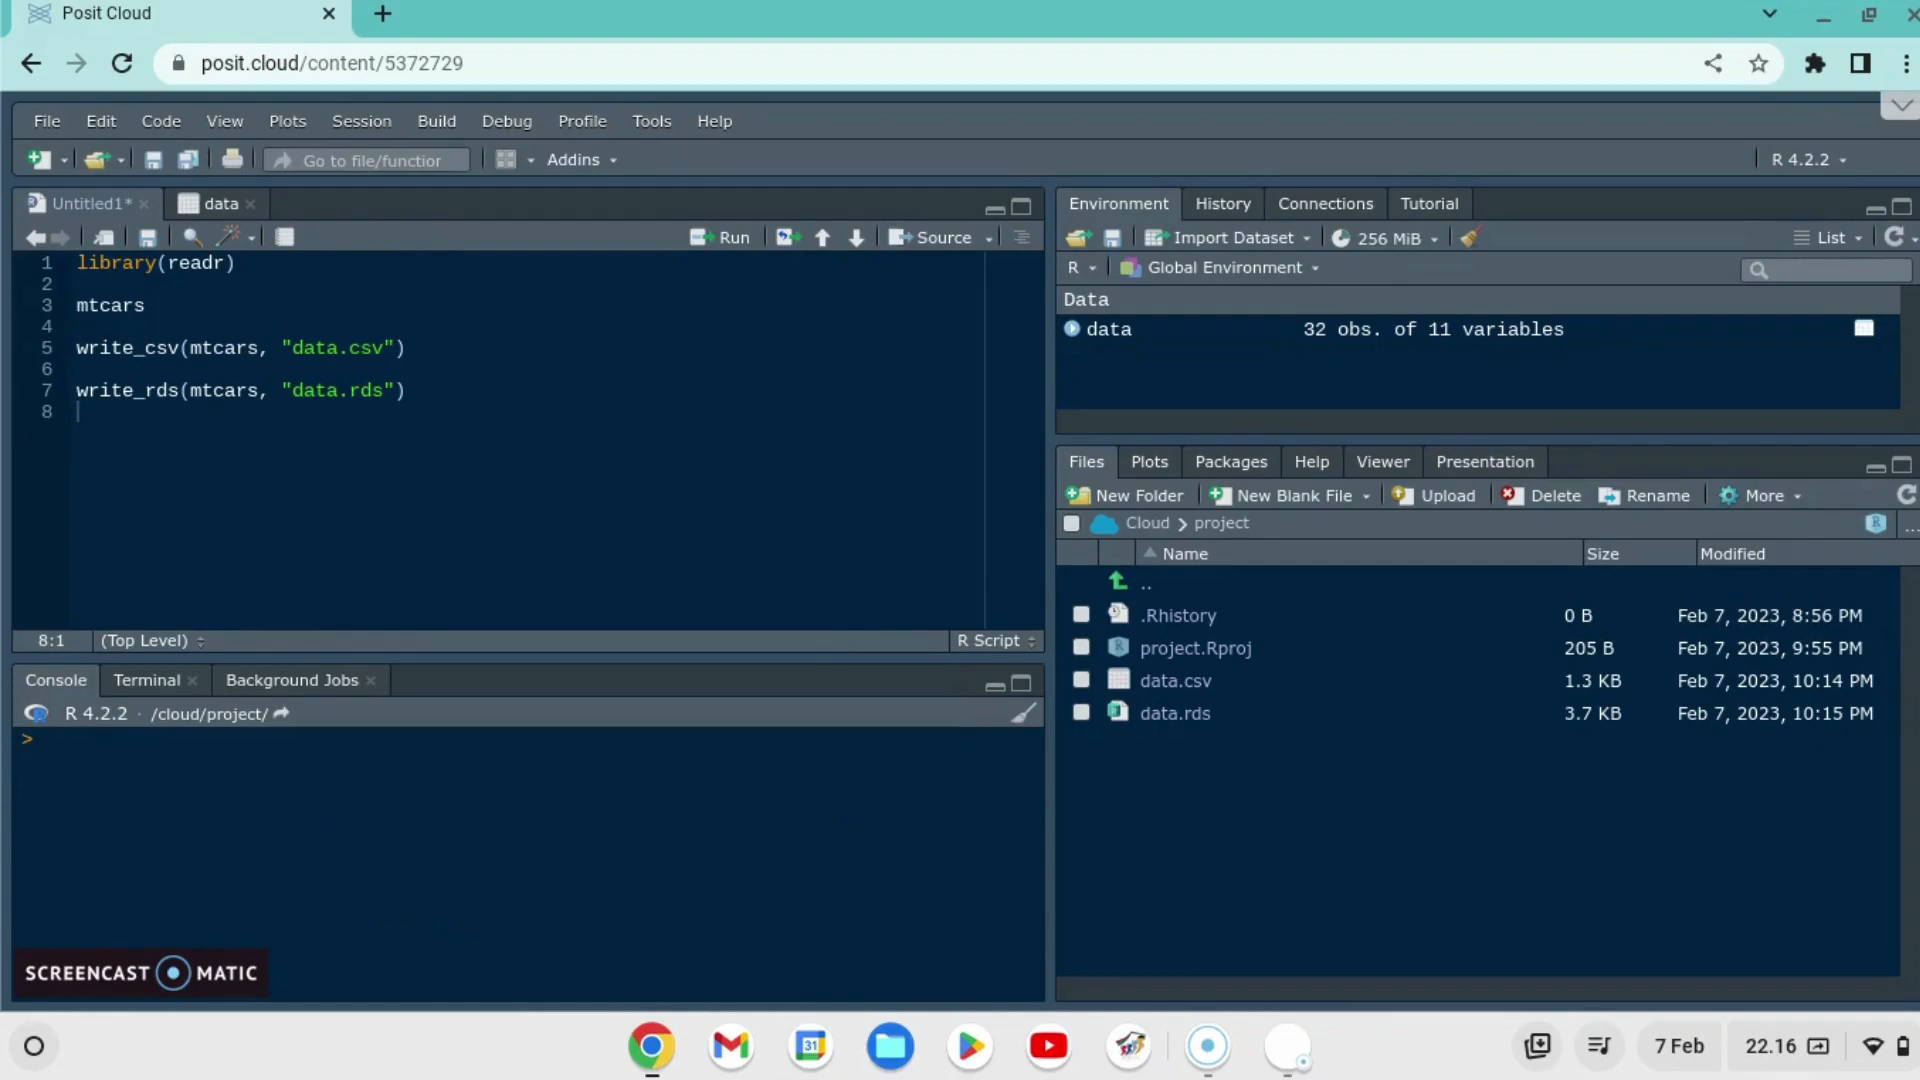 Posit Cloud
posit.cloud/content/5372729
File Edit Code View Plots Session Build Debug Profile Tools Help
Go to file/function Addins R 4.2.2
Untitled1* data
Run Source
1 library(readr)
2
3 mtcars
4
5 write_csv(mtcars, "data.csv")
6
7 write_rds(mtcars, "data.rds")
8
8:1 (Top Level) R Script
Console Terminal Background Jobs
R 4.2.2 · /cloud/project/
>
Environment History Connections Tutorial
Import Dataset 256 MiB List
R Global Environment
Data
data 32 obs. of 11 variables
Files Plots Packages Help Viewer Presentation
New Folder New Blank File Upload Delete Rename More
Cloud project ...
Name Size Modified
..
.Rhistory 0 B Feb 7, 2023, 8:56 PM
project.Rproj 205 B Feb 7, 2023, 9:55 PM
data.csv 1.3 KB Feb 7, 2023, 10:14 PM
data.rds 3.7 KB Feb 7, 2023, 10:15 PM
SCREENCAST MATIC
31
7 Feb 22.16